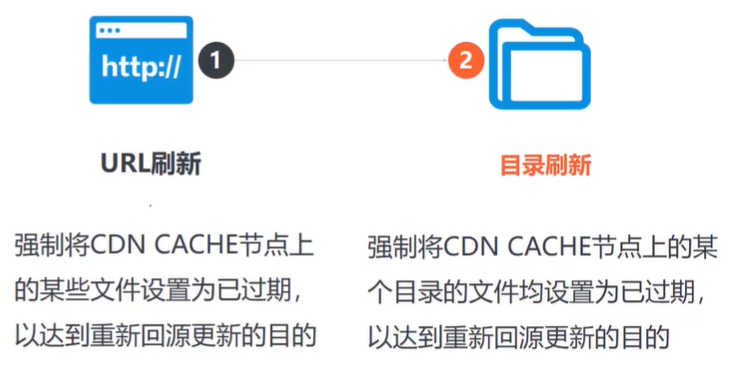 http://
1
2
URL刷新
目录刷新
强制将CDN CACHE节点上
的某些文件设置为已过期，
以达到重新回源更新的目的
强制将CDN CACHE节点上的某
个目录的文件均设置为已过期，
以达到重新回源更新的目的